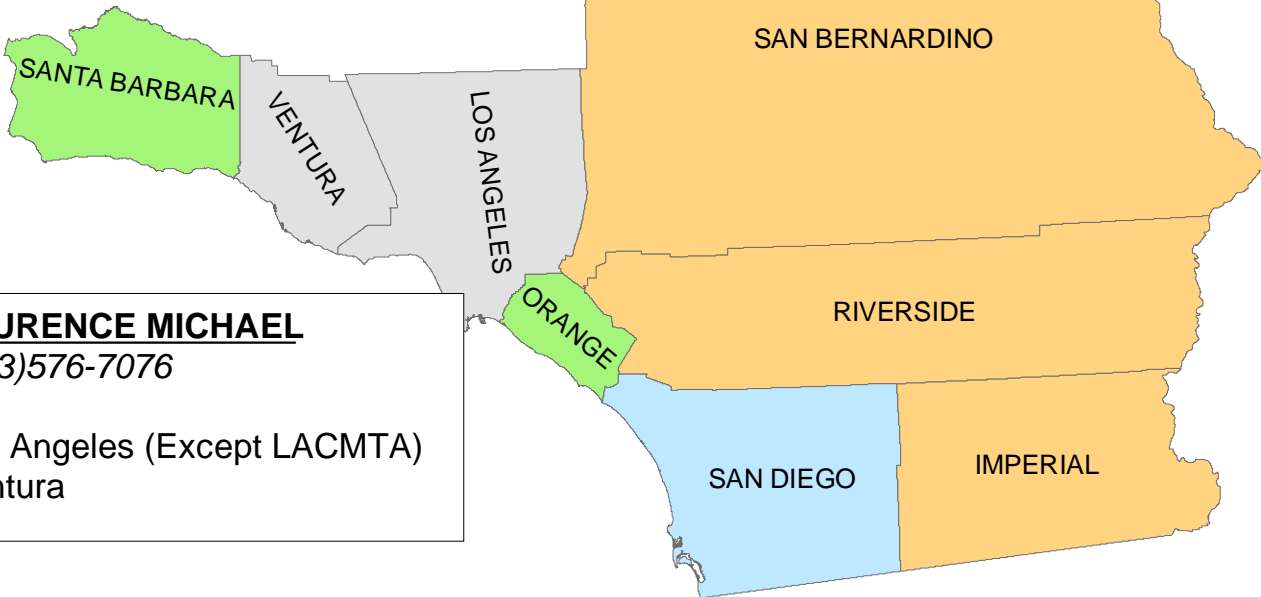 SAN BERNARDINO
SANTA BARBARA
VENTURA
LOS ANGELES
ORANGE
RIVERSIDE
SAN DIEGO
IMPERIAL
URENCE MICHAEL
3)576-7076
Angeles (Except LACMTA)
ntura